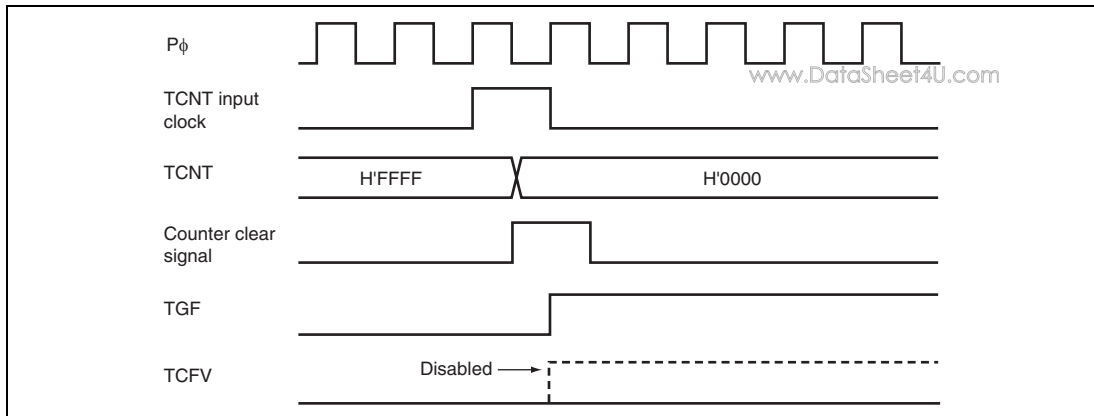 Pϕ
www.DataSheet4U.com
TCNT input
clock
TCNT
H'FFFF
H'0000
Counter clear
signal
TGF
TCFV
Disabled